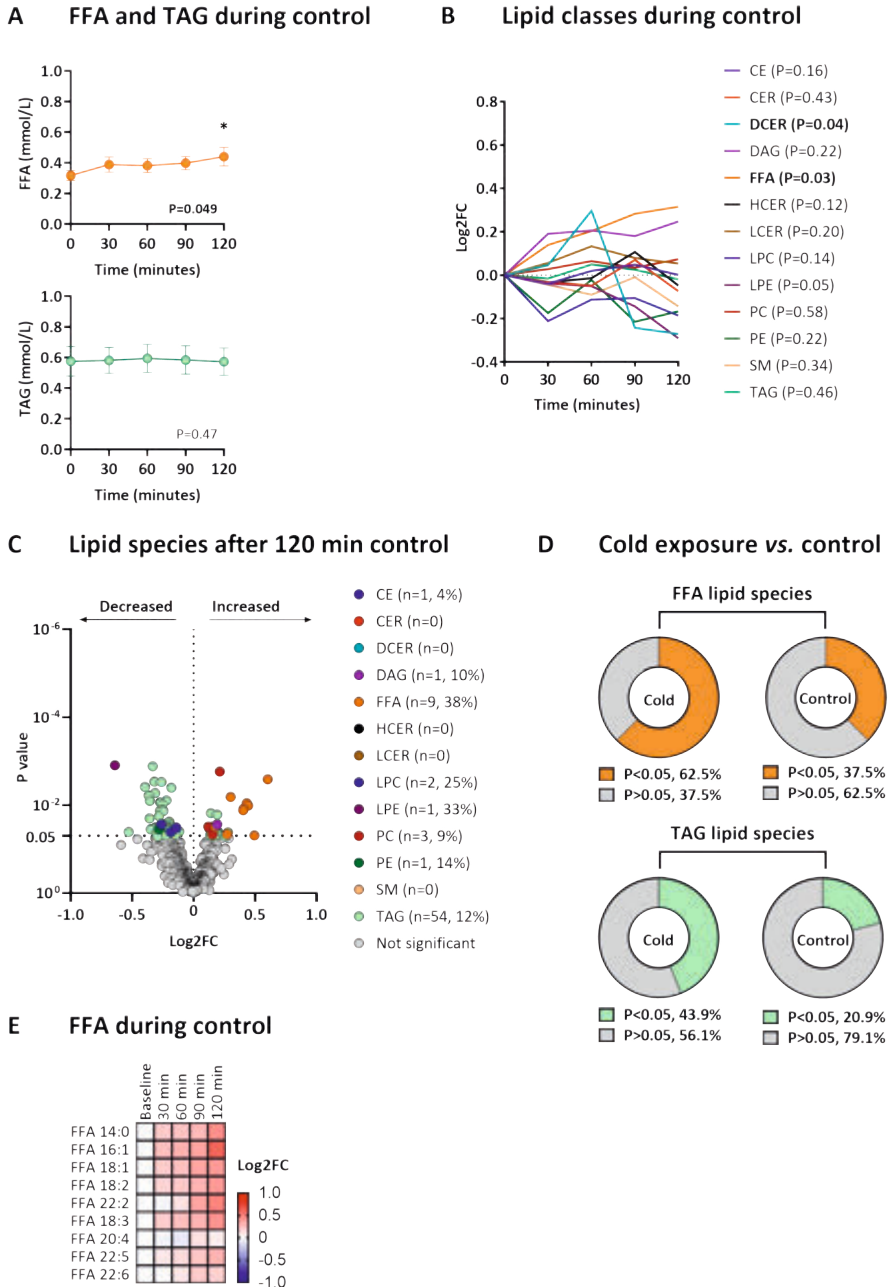 A FFA and TAG during control
1.0
0.8
0.6
0.4
0.2
0.0
FFA (mmol/L)
*
P=0.049
0 30 60 90 120
Time (minutes)
1.0
0.8
0.6
0.4
0.2
0.0
TAG (mmol/L)
P=0.47
0 30 60 90 120
Time (minutes)
B Lipid classes during control
0.8
0.6
0.4
0.2
0.0
-0.2
-0.4
Log2FC
0 30 60 90 120
Time (minutes)
CE (P=0.16)
CER (P=0.43)
DCER (P=0.04)
DAG (P=0.22)
FFA (P=0.03)
HCER (P=0.12)
LCER (P=0.20)
LPC (P=0.14)
LPE (P=0.05)
PC (P=0.58)
PE (P=0.22)
SM (P=0.34)
TAG (P=0.46)
C Lipid species after 120 min control
Decreased Increased
10-6
10-4
10-2
0.05
100
P value
-1.0 -0.5 0 0.5 1.0
Log2FC
CE (n=1, 4%)
CER (n=0)
DCER (n=0)
DAG (n=1, 10%)
FFA (n=9, 38%)
HCER (n=0)
LCER (n=0)
LPC (n=2, 25%)
LPE (n=1, 33%)
PC (n=3, 9%)
PE (n=1, 14%)
SM (n=0)
TAG (n=54, 12%)
Not significant
D Cold exposure vs. control
FFA lipid species
Cold Control
P<0.05, 62.5% P<0.05, 37.5%
P>0.05, 37.5% P>0.05, 62.5%
TAG lipid species
Cold Control
P<0.05, 43.9% P<0.05, 20.9%
P>0.05, 56.1% P>0.05, 79.1%
E FFA during control
Baseline
30 min
60 min
90 min
120 min
FFA 14:0
FFA 16:1
FFA 18:1
FFA 18:2
FFA 22:2
FFA 18:3
FFA 20:4
FFA 22:5
FFA 22:6
Log2FC
1.0
0.5
0
-0.5
-1.0